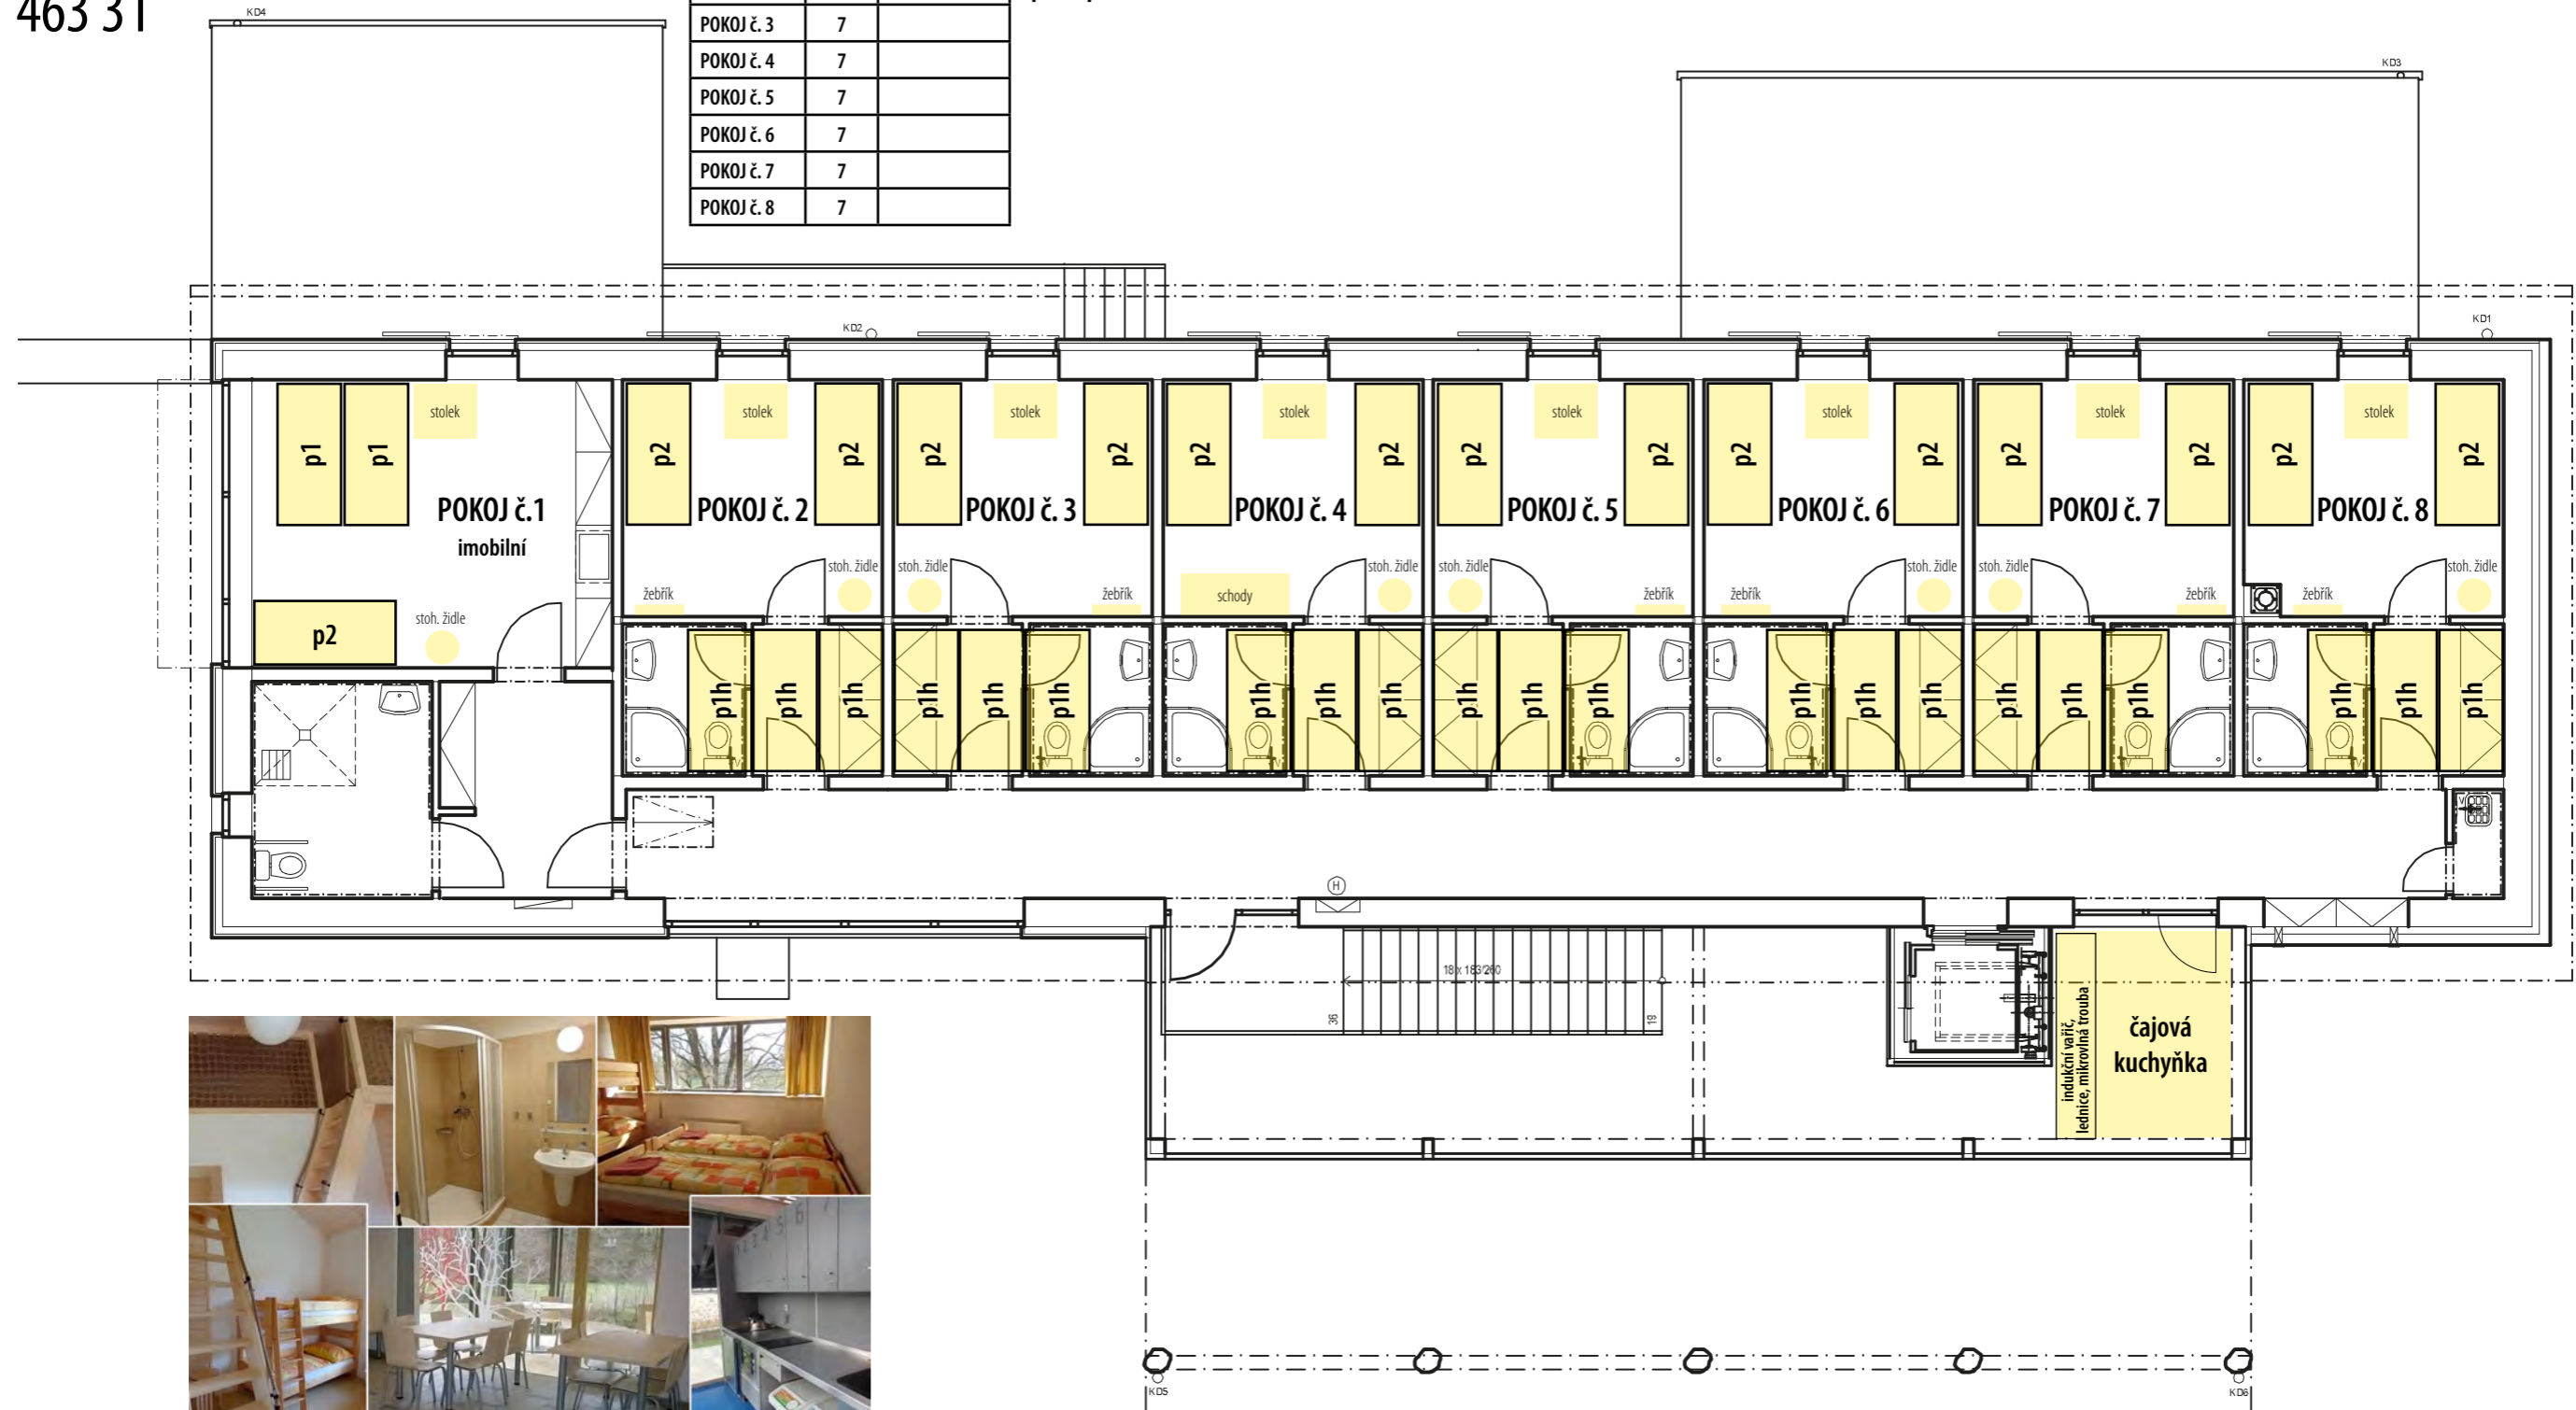 463 31
KD4
POKOJ č. 3 7
POKOJ č. 4 7
POKOJ č. 5 7
POKOJ č. 6 7
POKOJ č. 7 7
POKOJ č. 8 7
KD3
KD2
KD1
p1 p1 stolek
POKOJ č.1
imobilní
p2
stoh. židle
p2 stolek p2
POKOJ č. 2
žebřík stoh. židle
p1h p1h p1h
p2 stolek p2
POKOJ č. 3
stoh. židle žebřík
p1h p1h p1h
p2 stolek p2
POKOJ č. 4
schody stoh. židle
p1h p1h p1h
p2 stolek p2
POKOJ č. 5
stoh. židle žebřík
p1h p1h p1h
p2 stolek p2
POKOJ č. 6
žebřík stoh. židle
p1h p1h p1h
p2 stolek p2
POKOJ č. 7
stoh. židle žebřík
p1h p1h p1h
p2 stolek p2
POKOJ č. 8
žebřík stoh. židle
p1h p1h p1h
V
H
18 x 183/260
36
19
indukční vařič,
lednice, mikrovlná trouba
čajová
kuchyňka
KD5
KD6